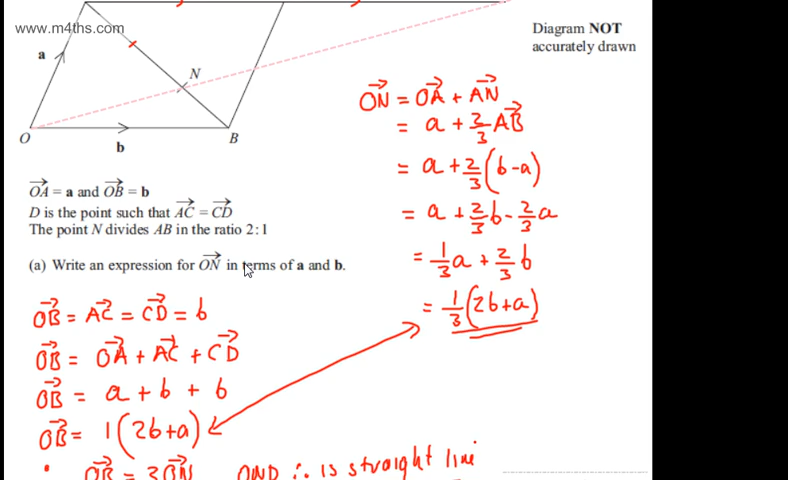 www.m4ths.com
Diagram NOT
accurately drawn
a
N
O
b
B
ON = OA + AN
= a + 2/3 AB
= a + 2/3 (b - a)
= a + 2/3 b - 2/3 a
= 1/3 a + 2/3 b
= 1/3 (2b + a)
OA = a and OB = b
D is the point such that AC = CD
The point N divides AB in the ratio 2:1
(a) Write an expression for ON in terms of a and b.
OB = AC = CD = b
OB = OA + AC + CD
OB = a + b + b
OB = 1 (2b + a)
= 3ON OND ∴ is straight line